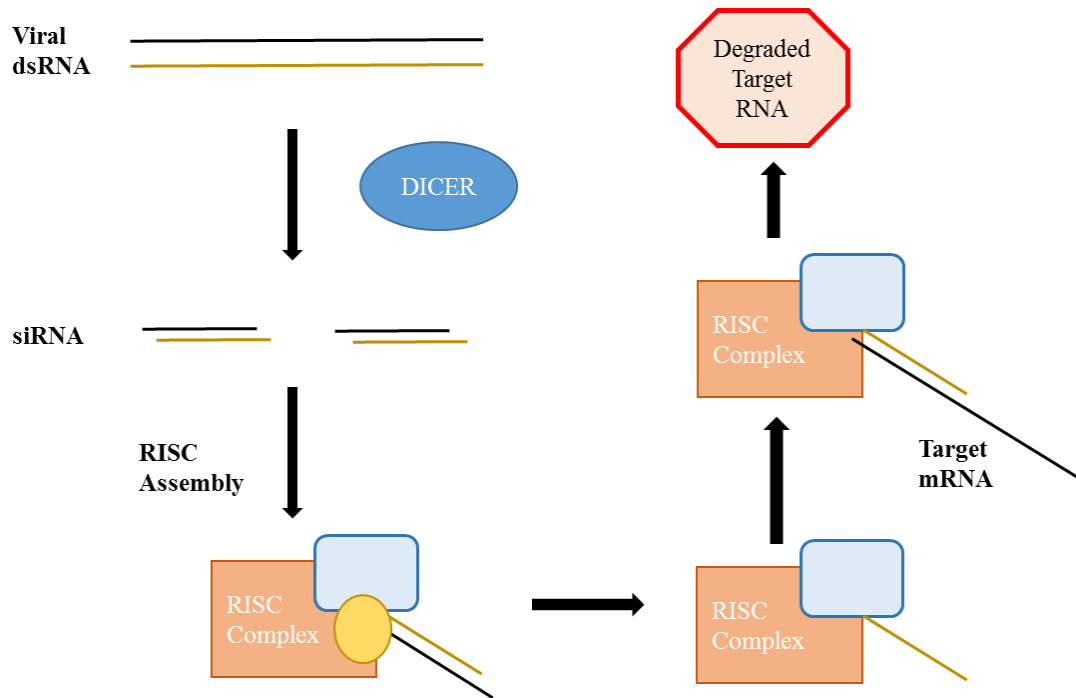 Viral
dsRNA
DICER
siRNA
RISC
Assembly
RISC
Complex
RISC
Complex
RISC
Complex
Target
mRNA
Degraded
Target
RNA